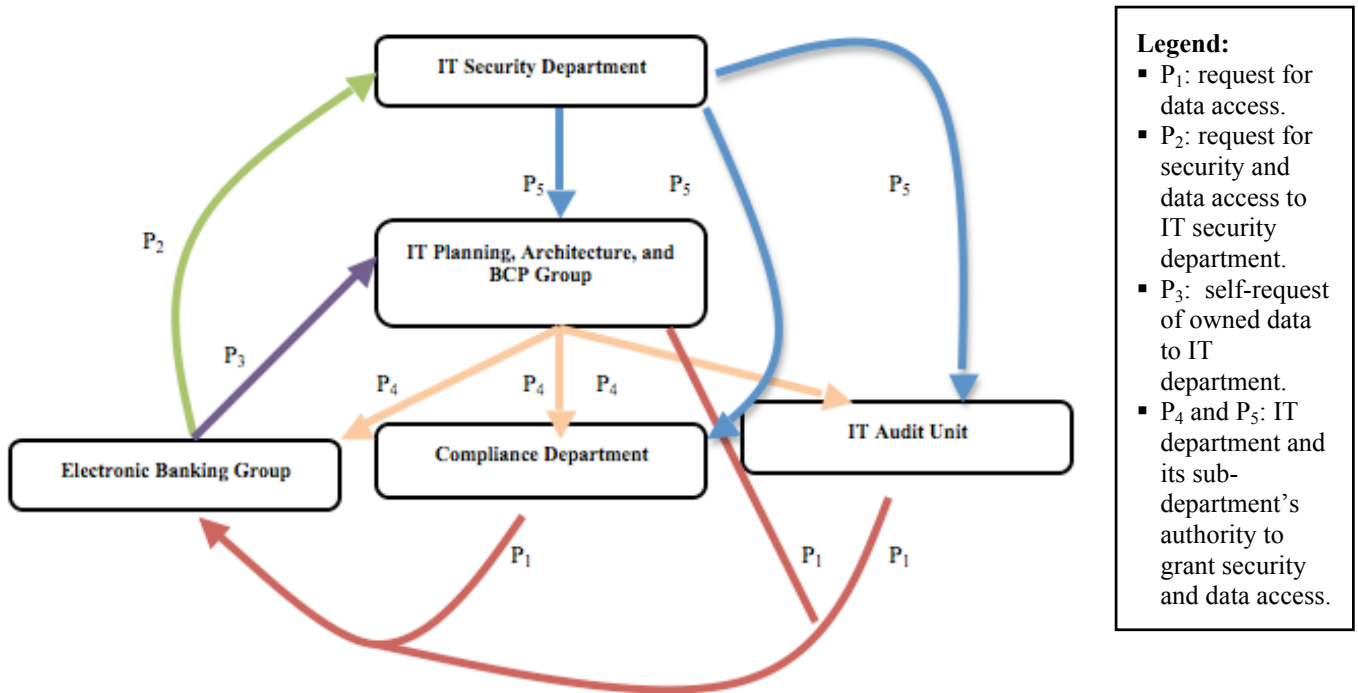 IT Security Department
P₅
P₅
P₅
P₂
IT Planning, Architecture, and
BCP Group
P₃
P₄
P₄
P₄
IT Audit Unit
Compliance Department
Electronic Banking Group
P₁
P₁
P₁
Legend:
▪ P₁: request for
data access.
▪ P₂: request for
security and
data access to
IT security
department.
▪ P₃: self-request
of owned data
to IT
department.
▪ P₄ and P₅: IT
department and
its sub-
department’s
authority to
grant security
and data access.